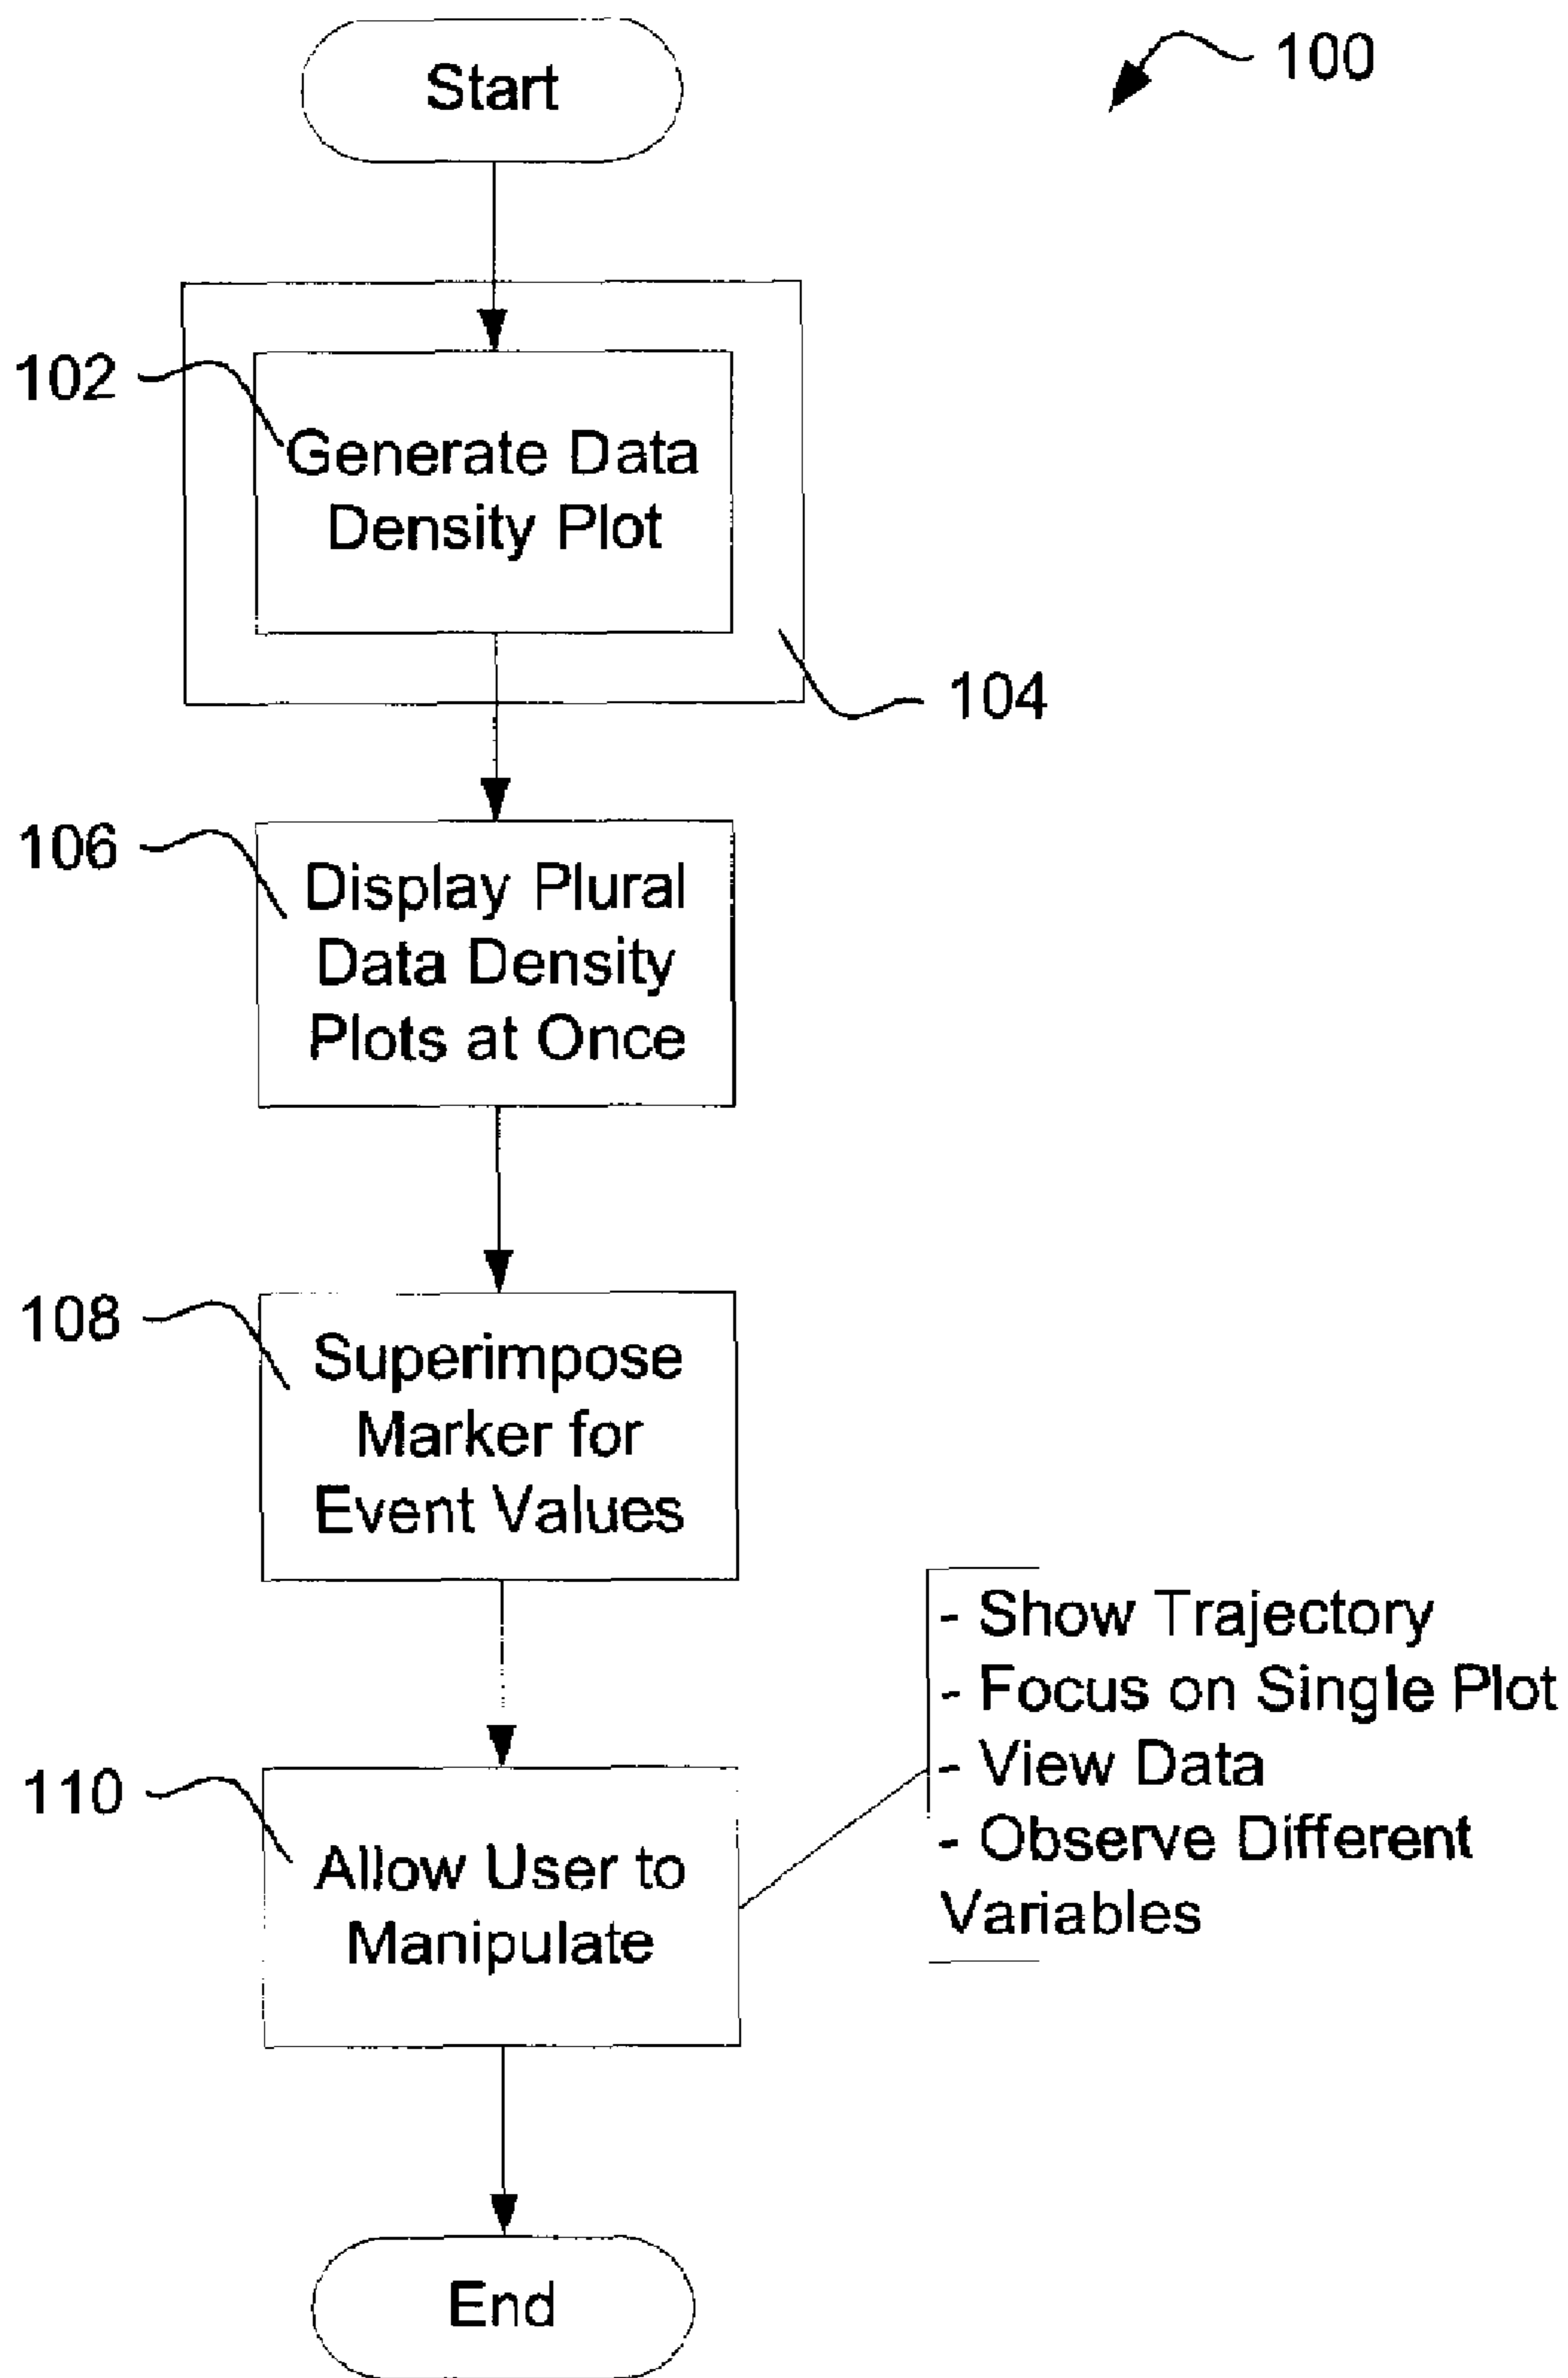 Start
100
102
Generate Data
Density Plot
104
106
Display Plural
Data Density
Plots at Once
108
Superimpose
Marker for
Event Values
- Show Trajectory
- Focus on Single Plot
- View Data
- Observe Different
Variables
110
Allow User to
Manipulate
End